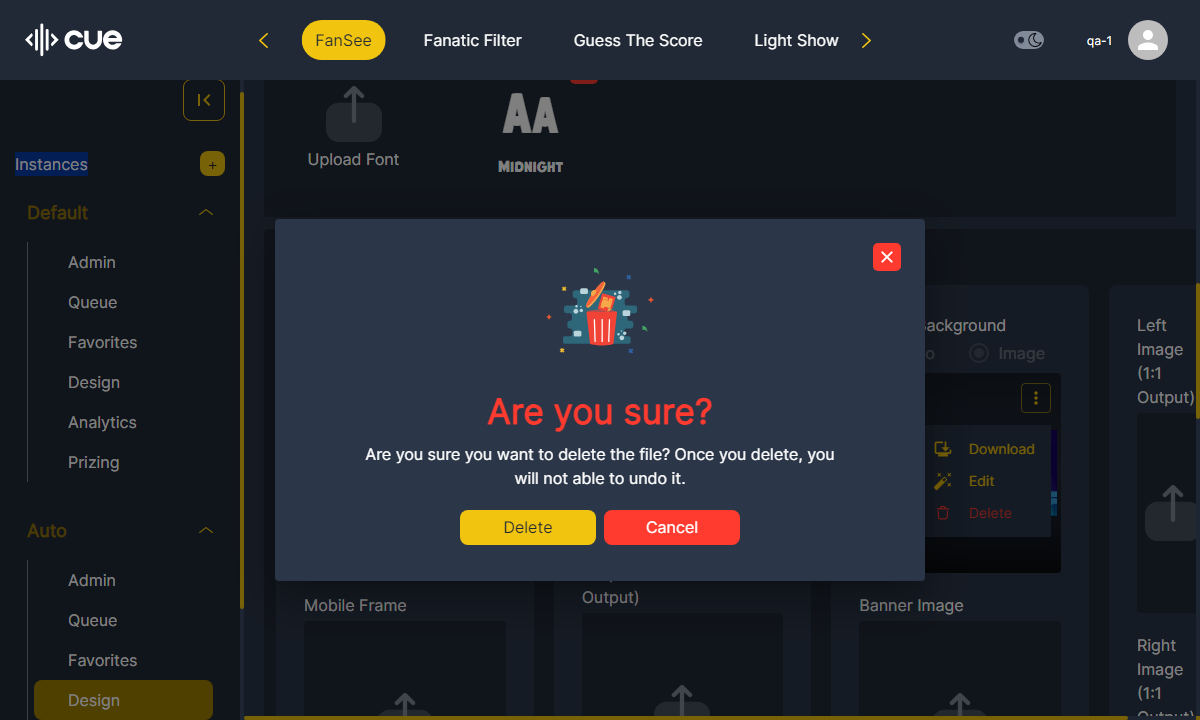 CUE
FanSee
Fanatic Filter
Guess The Score
Light Show
qa-1
Instances
+
Default
Admin
Queue
Favorites
Design
Analytics
Prizing
Auto
Admin
Queue
Favorites
Design
Upload Font
AA
MIDNIGHT
Are you sure?
Are you sure you want to delete the file? Once you delete, you
will not able to undo it.
Delete
Cancel
Image
Download
Edit
Delete
Left
Image
(1:1
Output)
Mobile Frame
Output)
Banner Image
Right
Image
(1:1